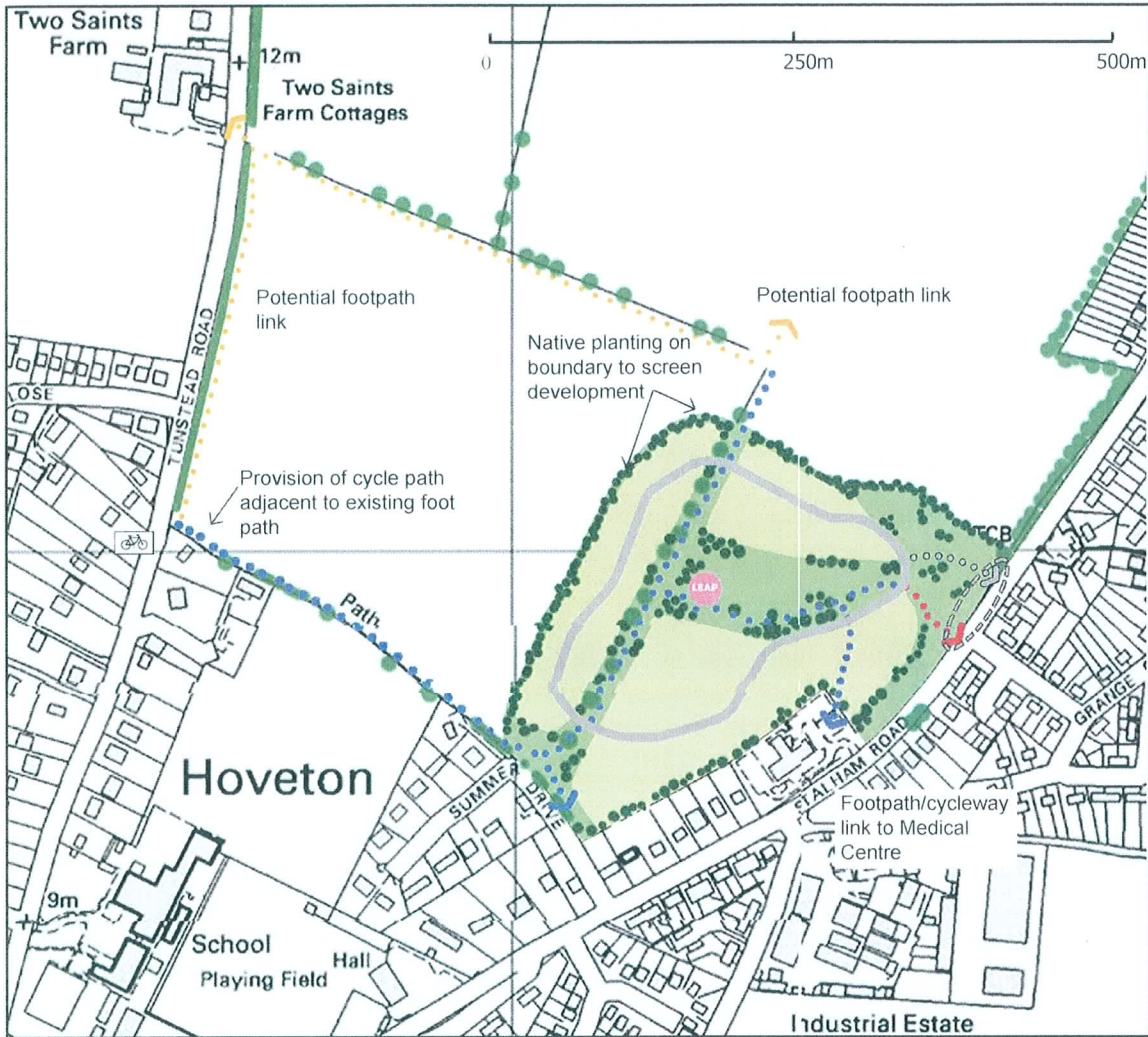 Two Saints
Farm
12m
0
250m
500m
Two Saints
Farm Cottages
Potential footpath
link
Potential footpath link
Native planting on
boundary to screen
development
LOSE
TUNSTEAD ROAD
Provision of cycle path
adjacent to existing foot
path
TCB
LEAP
Path
GRANGE
Hoveton
SUMMER DRIVE
STALHAM ROAD
Footpath/cycleway
link to Medical
Centre
9m
School
Playing Field
Hall
Industrial Estate